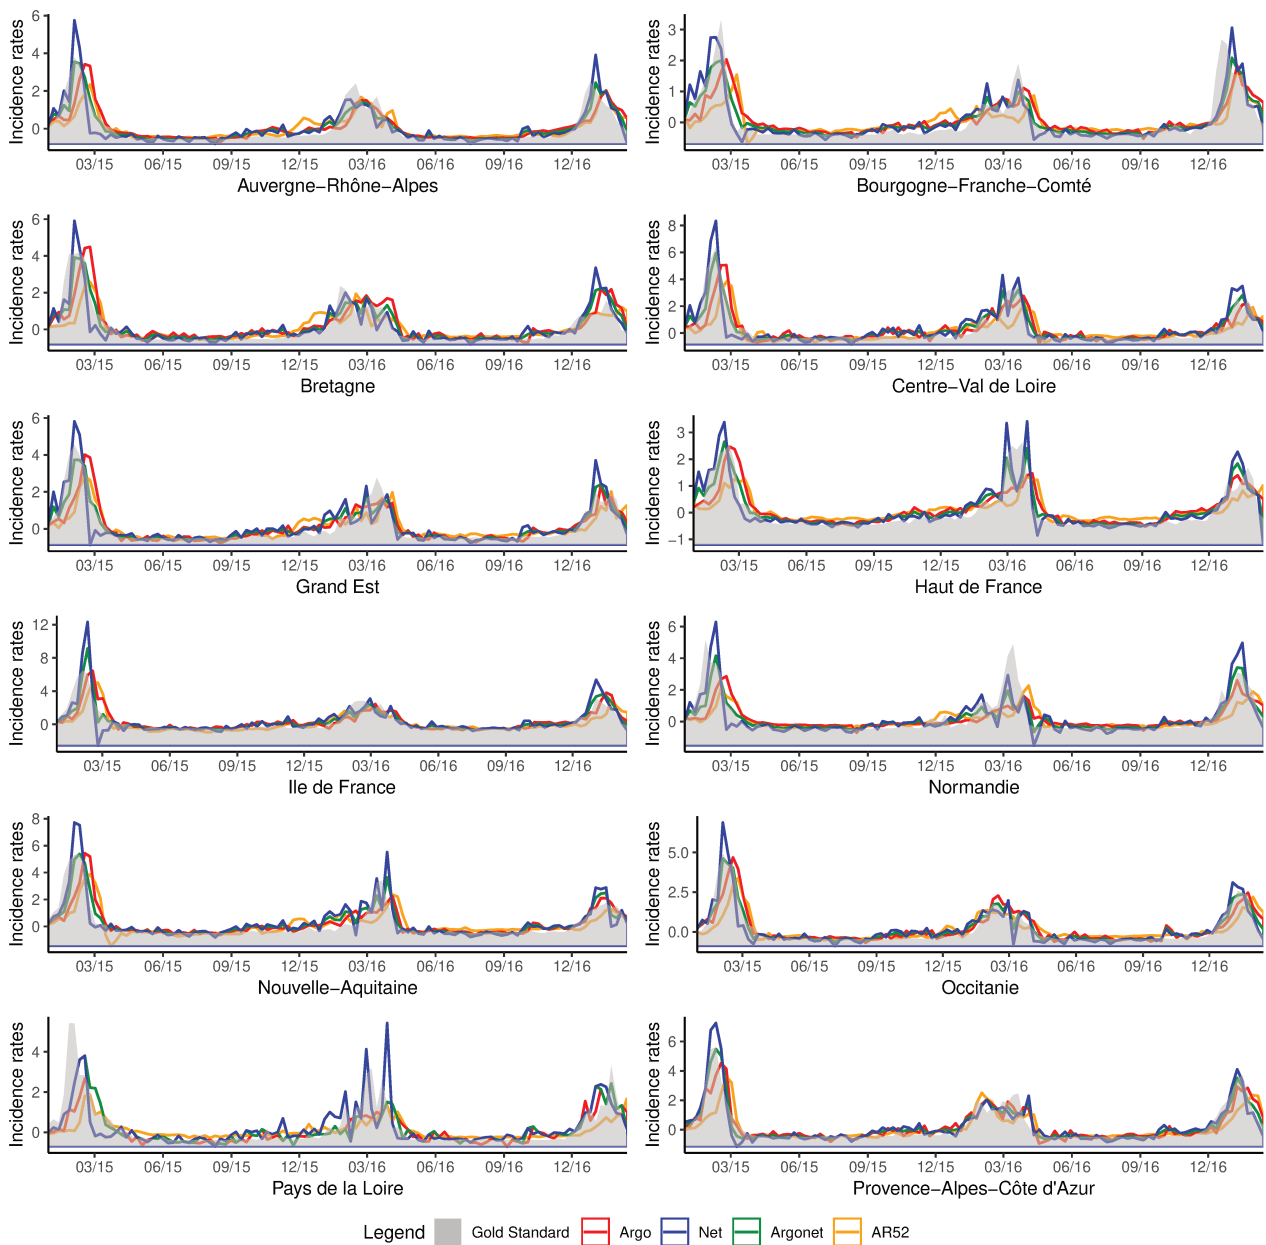 Incidence rates
6
4
2
0
03/15 06/15 09/15 12/15 03/16 06/16 09/16 12/16
Auvergne−Rhône−Alpes
Incidence rates
3
2
1
0
03/15 06/15 09/15 12/15 03/16 06/16 09/16 12/16
Bourgogne−Franche−Comté
Incidence rates
6
4
2
0
03/15 06/15 09/15 12/15 03/16 06/16 09/16 12/16
Bretagne
Incidence rates
8
6
4
2
0
03/15 06/15 09/15 12/15 03/16 06/16 09/16 12/16
Centre−Val de Loire
Incidence rates
6
4
2
0
03/15 06/15 09/15 12/15 03/16 06/16 09/16 12/16
Grand Est
Incidence rates
3
2
1
0
−1
03/15 06/15 09/15 12/15 03/16 06/16 09/16 12/16
Haut de France
Incidence rates
12
8
4
0
03/15 06/15 09/15 12/15 03/16 06/16 09/16 12/16
Ile de France
Incidence rates
6
4
2
0
03/15 06/15 09/15 12/15 03/16 06/16 09/16 12/16
Normandie
Incidence rates
8
6
4
2
0
03/15 06/15 09/15 12/15 03/16 06/16 09/16 12/16
Nouvelle−Aquitaine
Incidence rates
5.0
2.5
0.0
03/15 06/15 09/15 12/15 03/16 06/16 09/16 12/16
Occitanie
Incidence rates
4
2
0
03/15 06/15 09/15 12/15 03/16 06/16 09/16 12/16
Pays de la Loire
Incidence rates
6
4
2
0
03/15 06/15 09/15 12/15 03/16 06/16 09/16 12/16
Provence−Alpes−Côte d'Azur
Legend Gold Standard Argo Net Argonet AR52